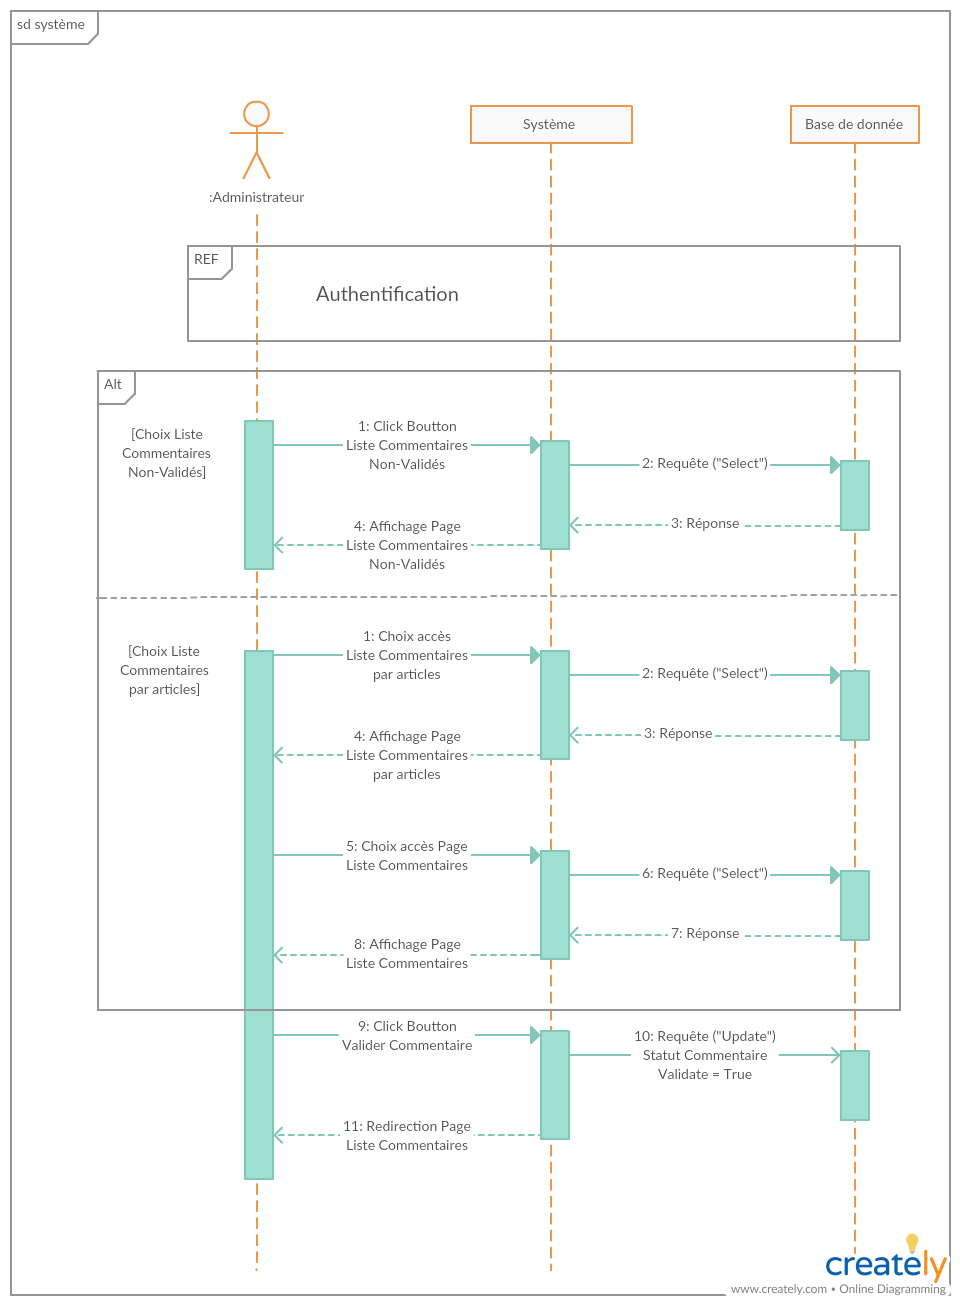 sd système
:Administrateur
Système
Base de donnée
REF
Authentification
Alt
[Choix Liste
Commentaires
Non-Validés]
1: Click Boutton
Liste Commentaires
Non-Validés
2: Requête ("Select")
3: Réponse
4: Affichage Page
Liste Commentaires
Non-Validés
[Choix Liste
Commentaires
par articles]
1: Choix accès
Liste Commentaires
par articles
2: Requête ("Select")
3: Réponse
4: Affichage Page
Liste Commentaires
par articles
5: Choix accès Page
Liste Commentaires
6: Requête ("Select")
7: Réponse
8: Affichage Page
Liste Commentaires
9: Click Boutton
Valider Commentaire
10: Requête ("Update")
Statut Commentaire
Validate = True
11: Redirection Page
Liste Commentaires
creately
www.creately.com • Online Diagramming